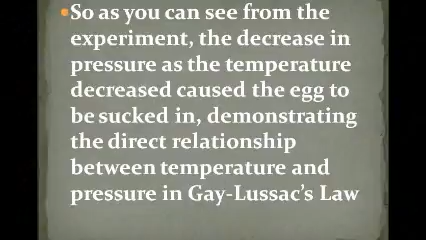 So as you can see from the
experiment, the decrease in
pressure as the temperature
decreased caused the egg to
be sucked in, demonstrating
the direct relationship
between temperature and
pressure in Gay-Lussac's Law